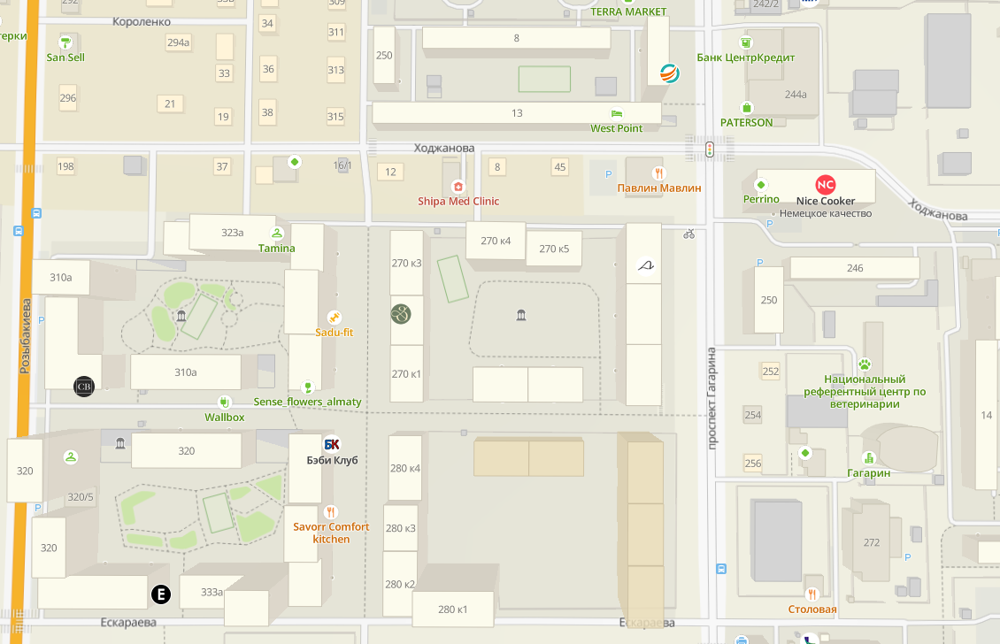 292
33в
309
242/2
TERRA MARKET
Короленко
34
311
294а
8
терки
San Sell
250
Банк ЦентрКредит
36
313
33
296
21
244а
38
315
19
13
West Point
PATERSON
Ходжанова
198
37
16/1
12
8
45
Р
Павлин Мавлин
Shipa Med Clinic
NC
Perrino
Nice Cooker
Немецкое качество
Ходжанова
Р
323а
Tamina
270 к4
270 к5
270 к3
Р
246
310а
250
Розыбакиева
Р
Sadu-fit
310а
270 к1
проспект Гагарина
252
CB
Sense_flowers_almaty
Wallbox
Национальный
референтный центр по
ветеринарии
254
14
320
БК
Бэби Клуб
320
280 к4
256
Гагарин
320/5
Р
Savorr Comfort
kitchen
280 к3
320
272
Р
280 к2
333а
E
280 к1
Столовая
Ескараева
Ескараева